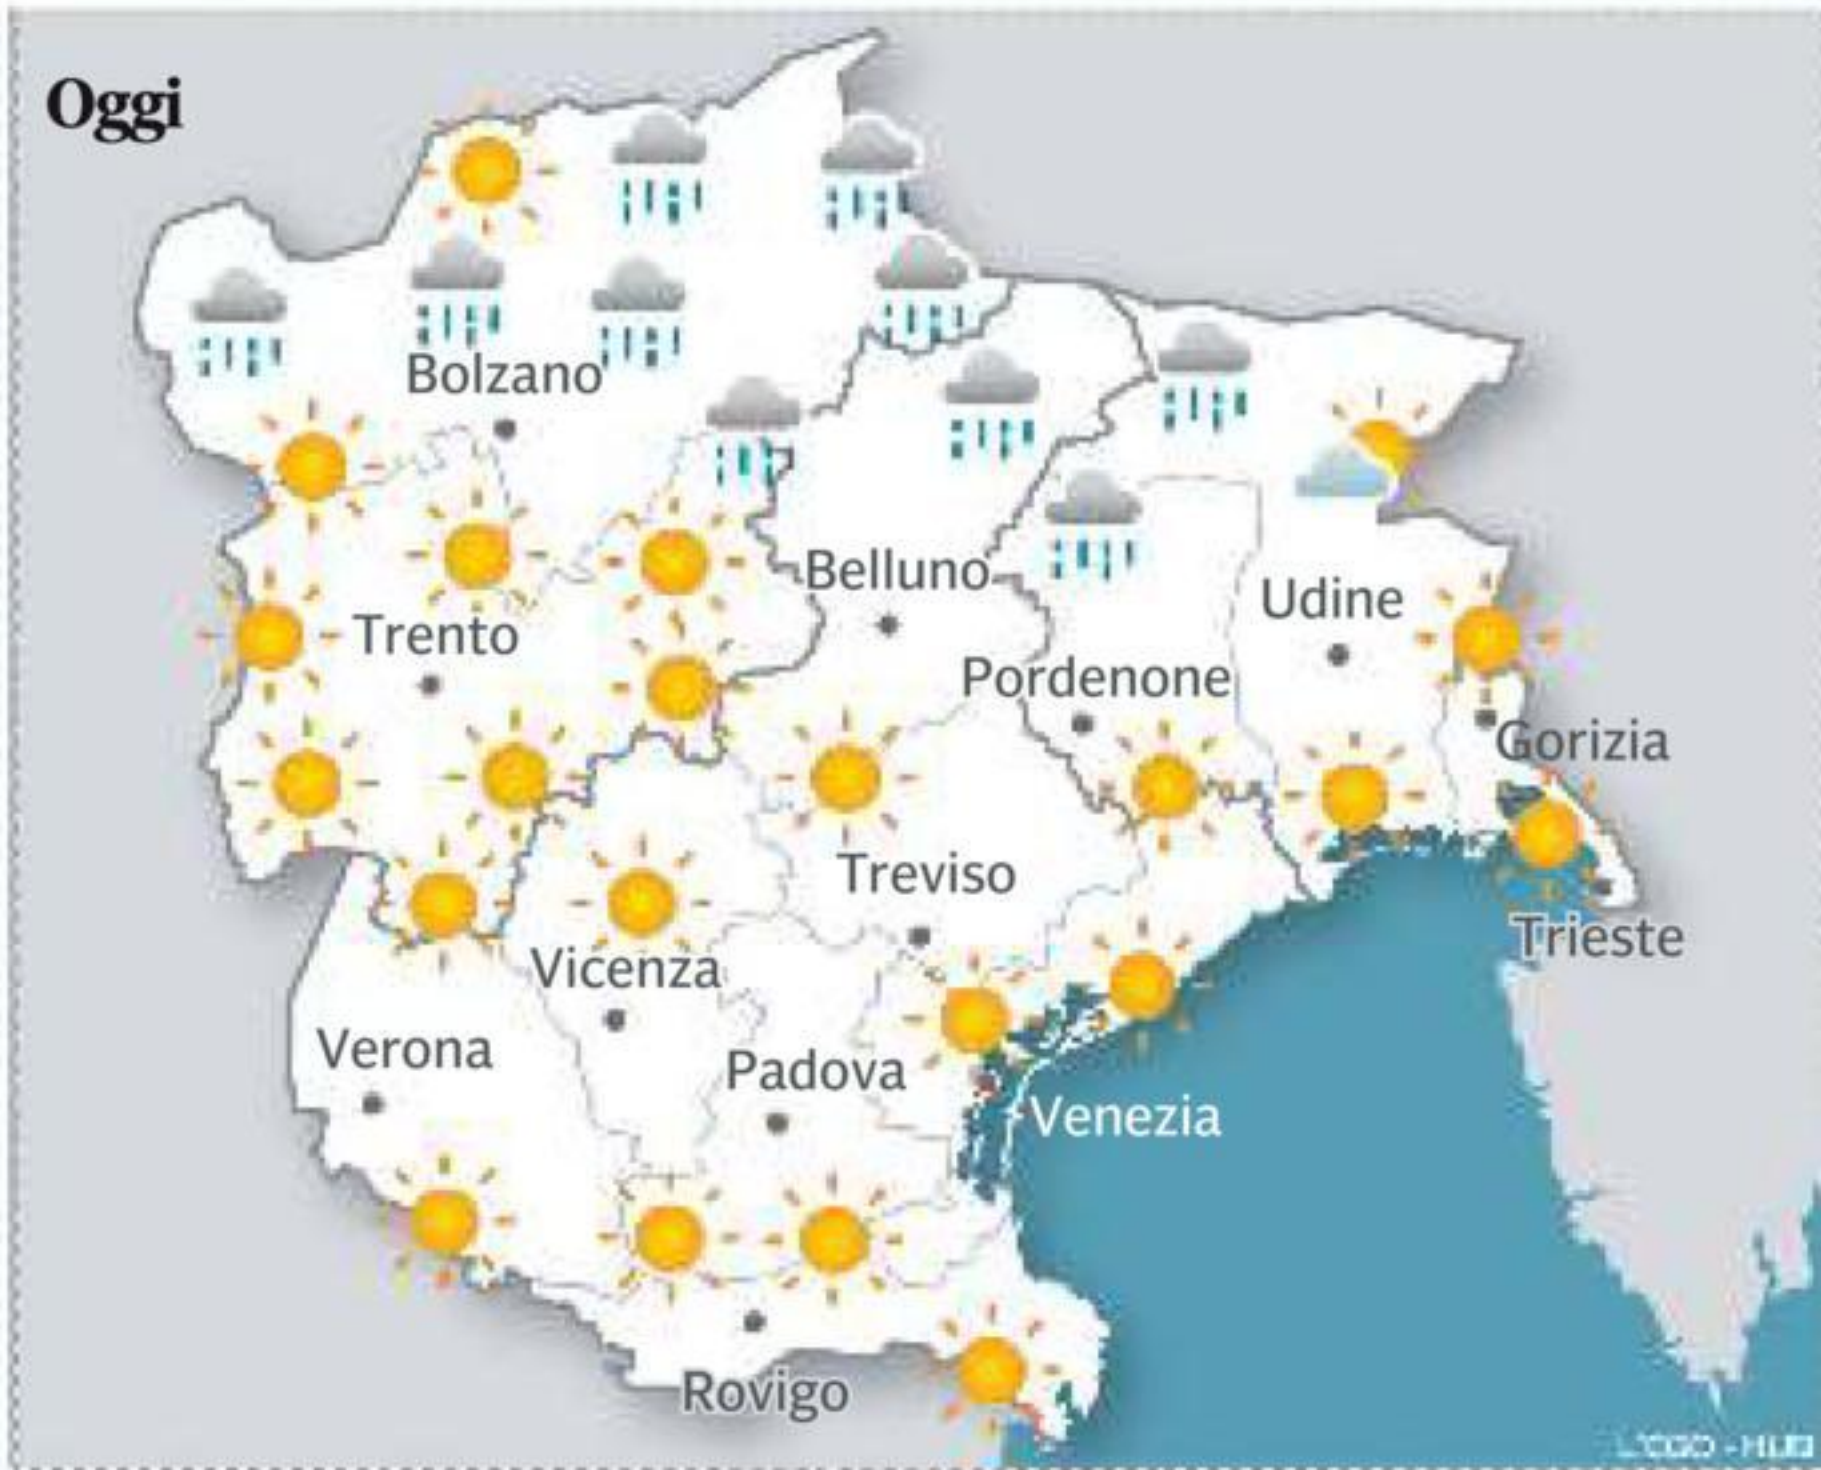 Oggi
Bolzano
Belluno
Udine
Trento
Pordenone
Gorizia
Treviso
Trieste
Vicenza
Verona
Padova
Venezia
Rovigo